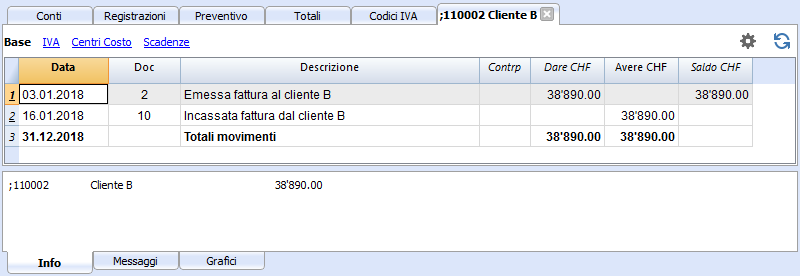 Conti Registrazioni Preventivo Totali Codici IVA ;110002 Cliente B
Base IVA Centri Costo Scadenze
Data Doc Descrizione Contrp Dare CHF Avere CHF Saldo CHF
1 03.01.2018 2 Emessa fattura al cliente B 38'890.00 38'890.00
2 16.01.2018 10 Incassata fattura dal cliente B 38'890.00
3 31.12.2018 Totali movimenti 38'890.00 38'890.00
;110002 Cliente B 38'890.00
Info Messaggi Grafici